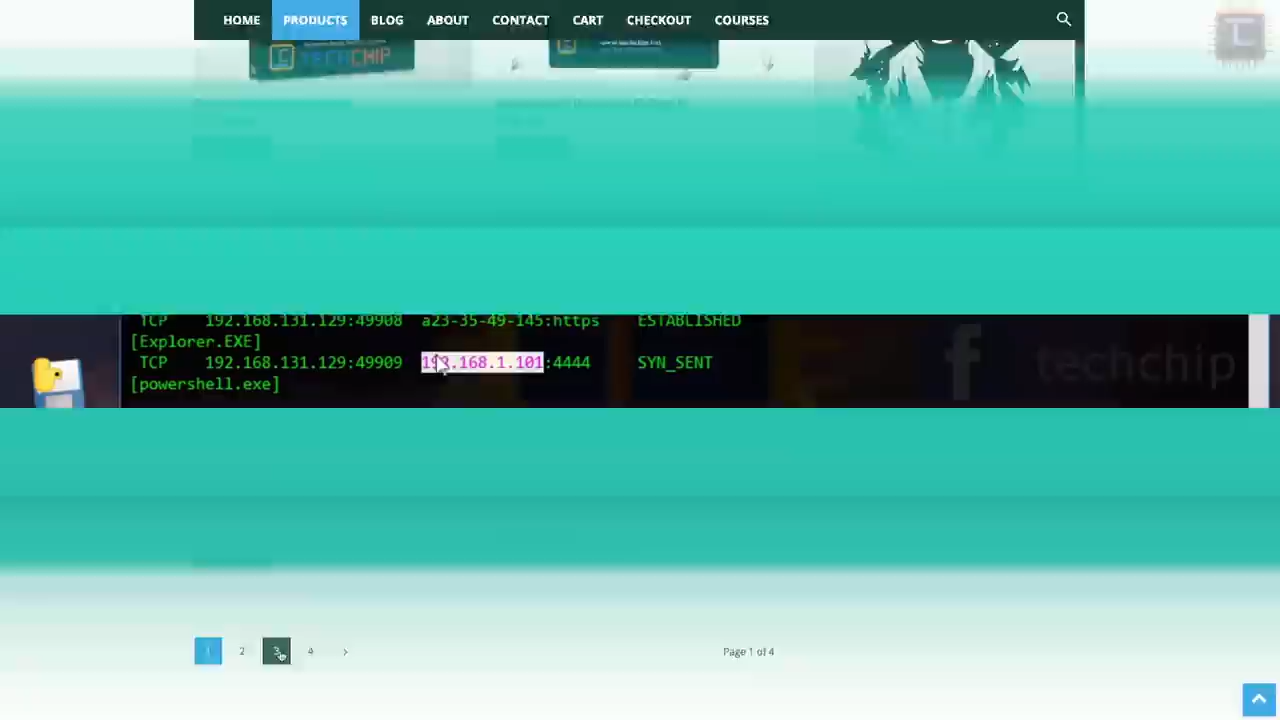 HOME PRODUCTS BLOG ABOUT CONTACT CART CHECKOUT COURSES
TECHCHIP
TCP 192.168.131.129:49908 a23-35-49-145:https ESTABLISHED
[Explorer.EXE]
TCP 192.168.131.129:49909 192.168.1.101:4444 SYN_SENT
[powershell.exe]
techchip
1 2 3 4 > Page 1 of 4